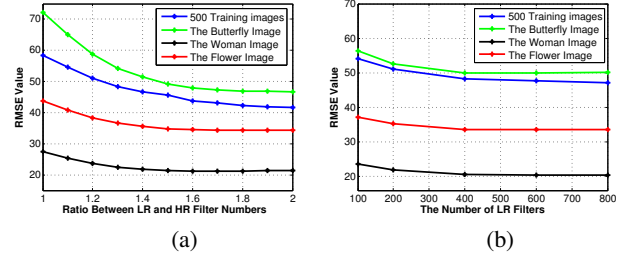 500 Training images
The Butterfly Image
The Woman Image
The Flower Image
RMSE Value
70
60
50
40
30
20
1 1.2 1.4 1.6 1.8 2
Ratio Between LR and HR Filter Numbers
(a)
500 Training images
The Butterfly Image
The Woman Image
The Flower Image
RMSE Value
70
60
50
40
30
20
100 200 400 600 800
The Number of LR Filters
(b)